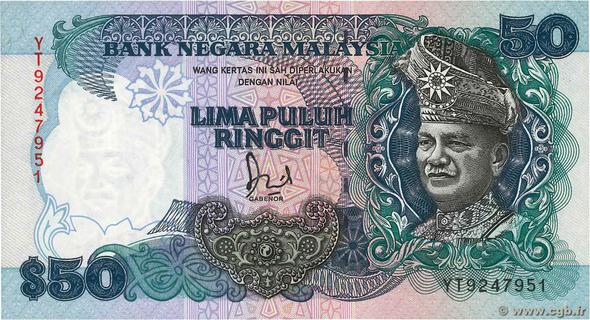 BANK NEGARA MALAYSIA
50
WANG KERTAS INI SAH DIPERLAKUKAN
DENGAN NILAI
LIMA PULUH
RINGGIT
YT9247951
GABENOR
$50
YT9247951
www.cgb.fr